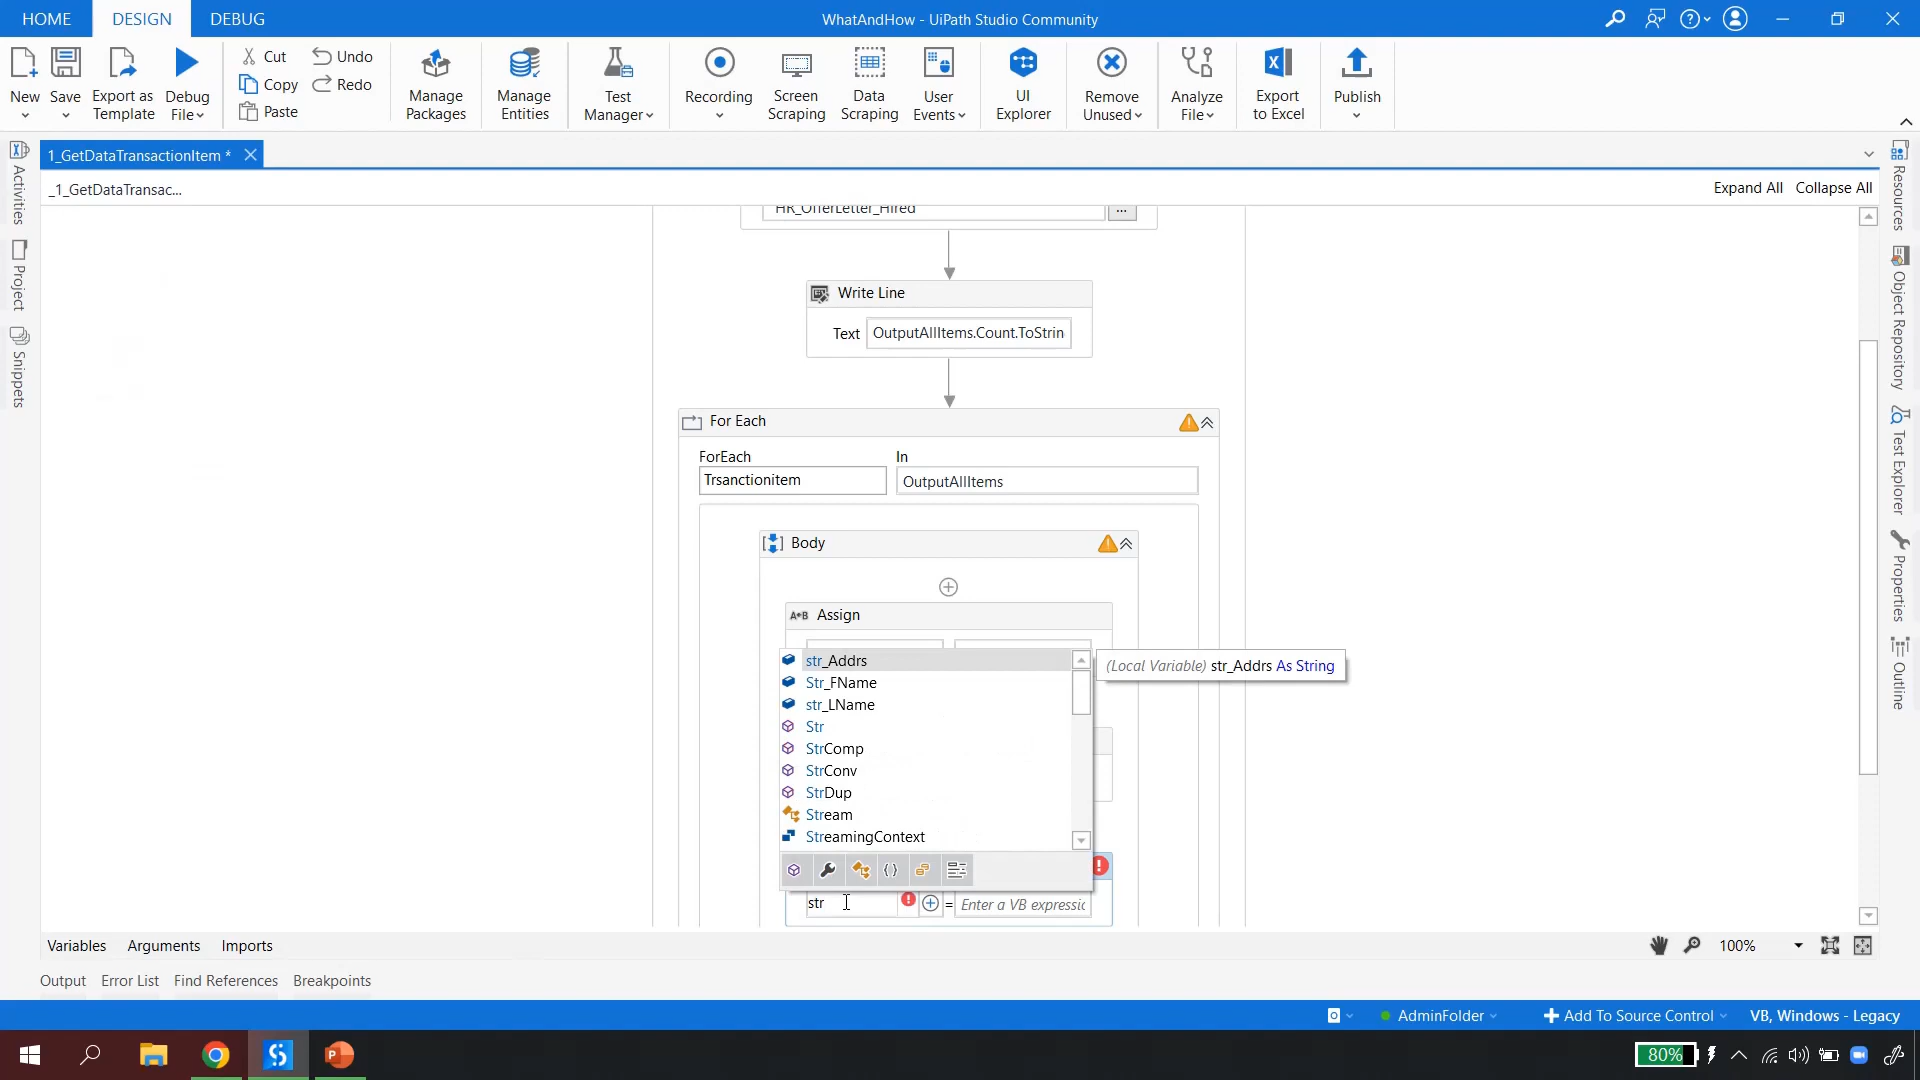 HOME DESIGN DEBUG WhatAndHow - UiPath Studio Community
New Save Export as Template Debug File Cut Copy Paste Undo Redo Manage Packages Manage Entities Test Manager Recording Screen Scraping Data Scraping User Events UI Explorer Remove Unused Analyze File Export to Excel Publish
1_GetDataTransactionItem *
_1_GetDataTransac...
Expand All Collapse All
Activities
Project
Snippets
Resources
Object Repository
Test Explorer
Properties
Outline
HR_OfferLetter_Hired ...
Write Line
Text OutputAllItems.Count.ToStrin
For Each
ForEach In
Trsanctionitem OutputAllItems
Body
A+B Assign
str_Addrs
(Local Variable) str_Addrs As String
Str_FName
str_LName
Str
StrComp
StrConv
StrDup
Stream
StreamingContext
str = Enter a VB expressic
Variables Arguments Imports 100%
Output Error List Find References Breakpoints
AdminFolder Add To Source Control VB, Windows - Legacy
80%